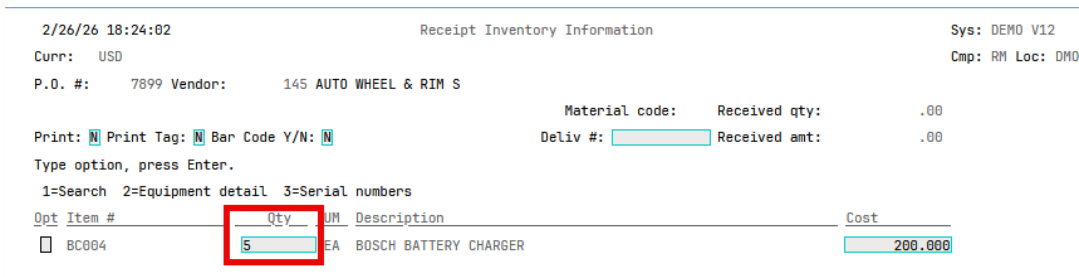 2/26/26 18:24:02 Receipt Inventory Information Sys: DEMO V12
Curr: USD Cmp: RM Loc: DMO
P.O. #: 7899 Vendor: 145 AUTO WHEEL & RIM S
Material code: Received qty: .00
Print: N Print Tag: N Bar Code Y/N: N Deliv #: Received amt: .00
Type option, press Enter.
1=Search 2=Equipment detail 3=Serial numbers
Opt Item # Qty UM Description Cost
BC004 5 EA BOSCH BATTERY CHARGER 200.000